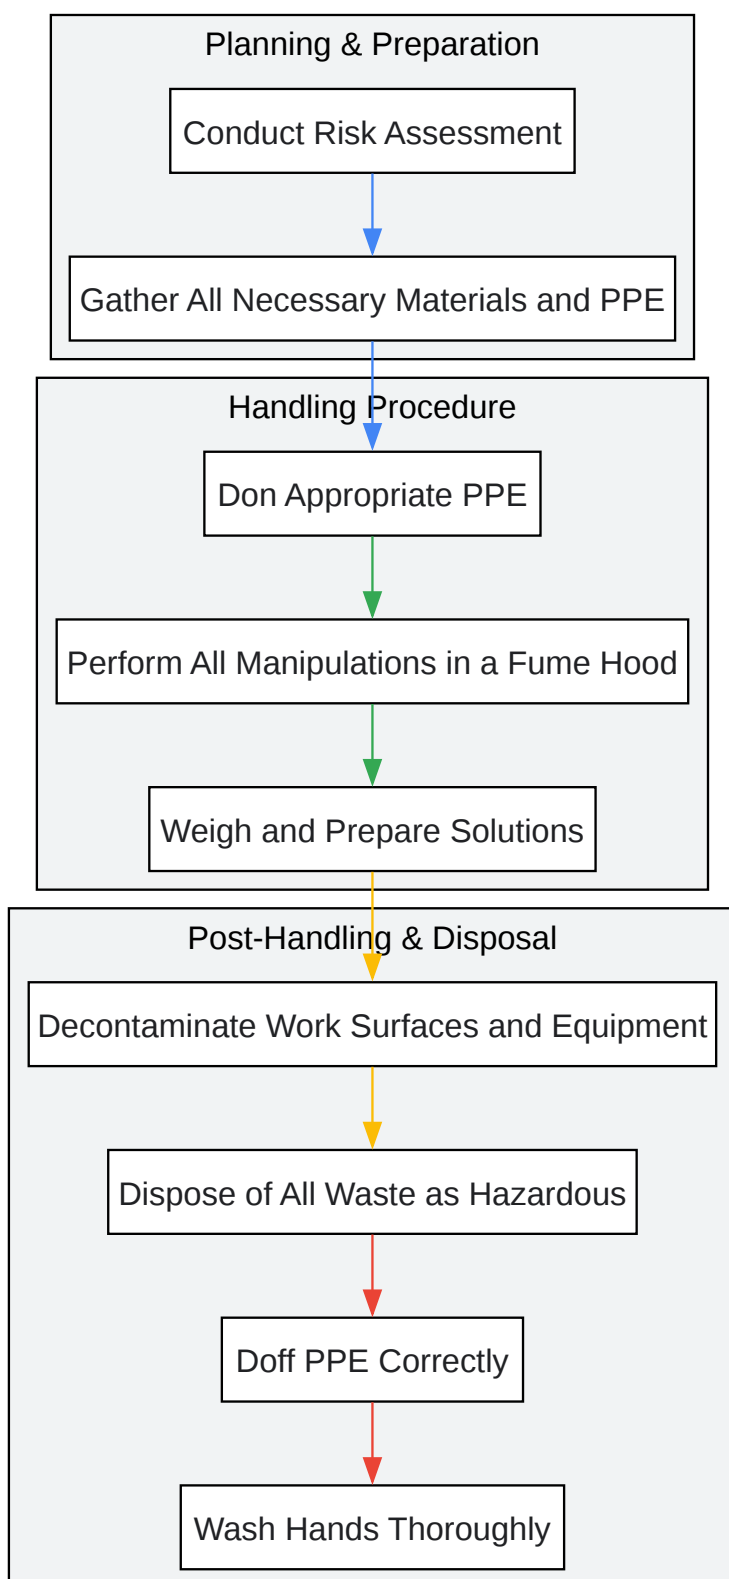 Planning & Preparation
Conduct Risk Assessment
Gather All Necessary Materials and PPE
Handling Procedure
Don Appropriate PPE
Perform All Manipulations in a Fume Hood
Weigh and Prepare Solutions
Post-Handling & Disposal
Decontaminate Work Surfaces and Equipment
Dispose of All Waste as Hazardous
Doff PPE Correctly
Wash Hands Thoroughly